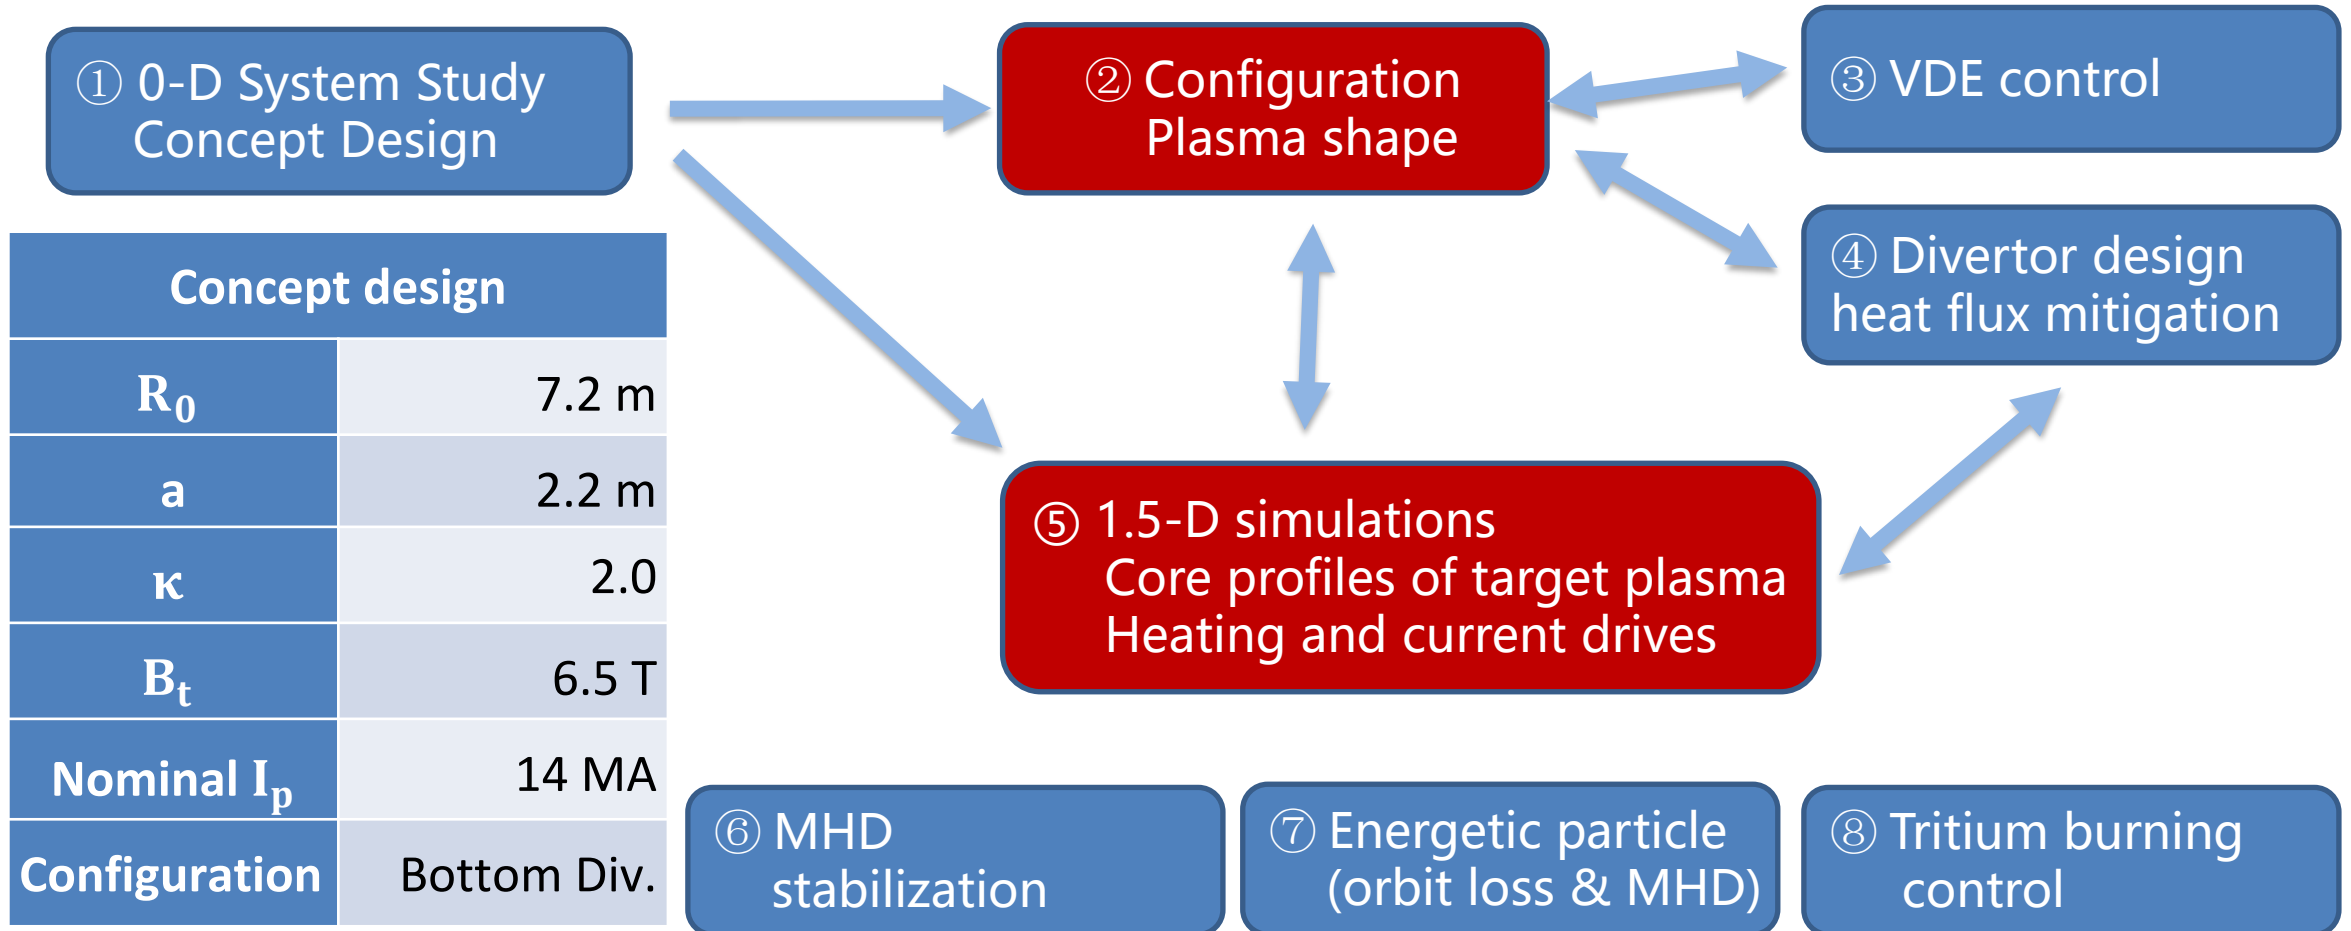 ① 0-D System Study
Concept Design
② Configuration
Plasma shape
③ VDE control
④ Divertor design
heat flux mitigation
⑤ 1.5-D simulations
Core profiles of target plasma
Heating and current drives
Concept design
R₀ 7.2 m
a 2.2 m
κ 2.0
Bₜ 6.5 T
Nominal Iₚ 14 MA
Configuration Bottom Div.
⑥ MHD
stabilization
⑦ Energetic particle
(orbit loss & MHD)
⑧ Tritium burning
control